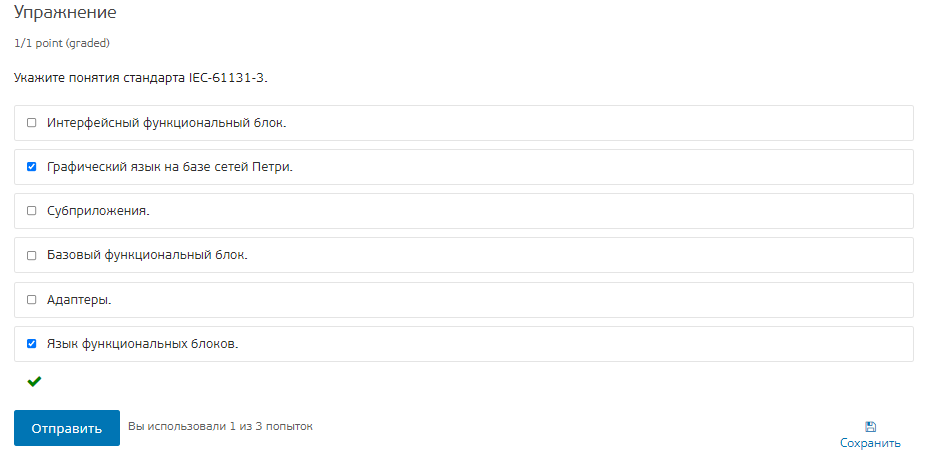 Упражнение
1/1 point (graded)
Укажите понятия стандарта IEC-61131-3.
Интерфейсный функциональный блок.
Графический язык на базе сетей Петри.
Субприложения.
Базовый функциональный блок.
Адаптеры.
Язык функциональных блоков.
Отправить
Вы использовали 1 из 3 попыток
Сохранить